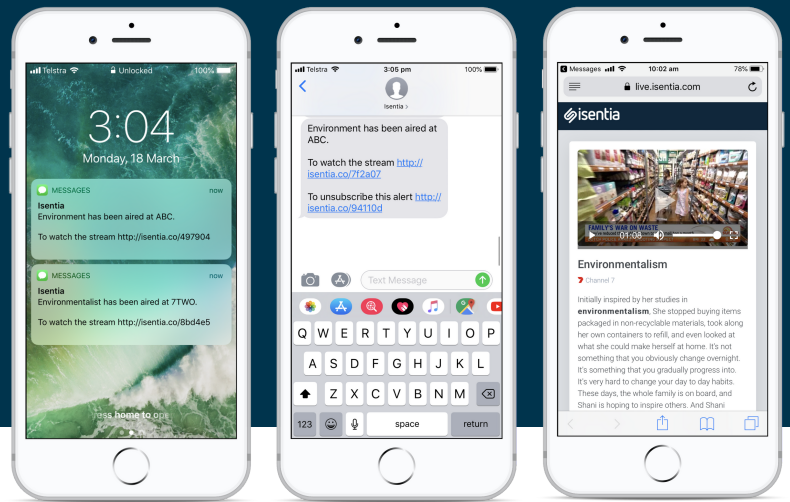 Telstra
Unlocked
100%
3:04
Monday, 18 March
MESSAGES
now
Isentia
Environment has been aired at ABC.
To watch the stream http://isentia.co/497904
MESSAGES
now
Isentia
Environmentalist has been aired at 7TWO.
To watch the stream http://isentia.co/8bd4e5
ress home to ope
Telstra
3:05 pm
100%
Isentia >
Environment has been aired at
ABC.
To watch the stream http://
isentia.co/7f2a07
To unsubscribe this alert http://
isentia.co/94110d
Text Message
Q W E R T Y U I O P
A S D F G H J K L
Z X C V B N M
123
space
return
Messages
10:02 am
78%
live.isentia.com
isentia
FAMILY'S WAR ON WASTE
01:08
Environmentalism
Channel 7
Initially inspired by her studies in
environmentalism, She stopped buying items
packaged in non-recyclable materials, took along
her own containers to refill, and even looked at
what she could make herself at home. It's not
something that you obviously change overnight.
It's something that you gradually progress into.
It's very hard to change your day to day habits
These days, the whole family is on board, and
Shani is hoping to inspire others. And Shani